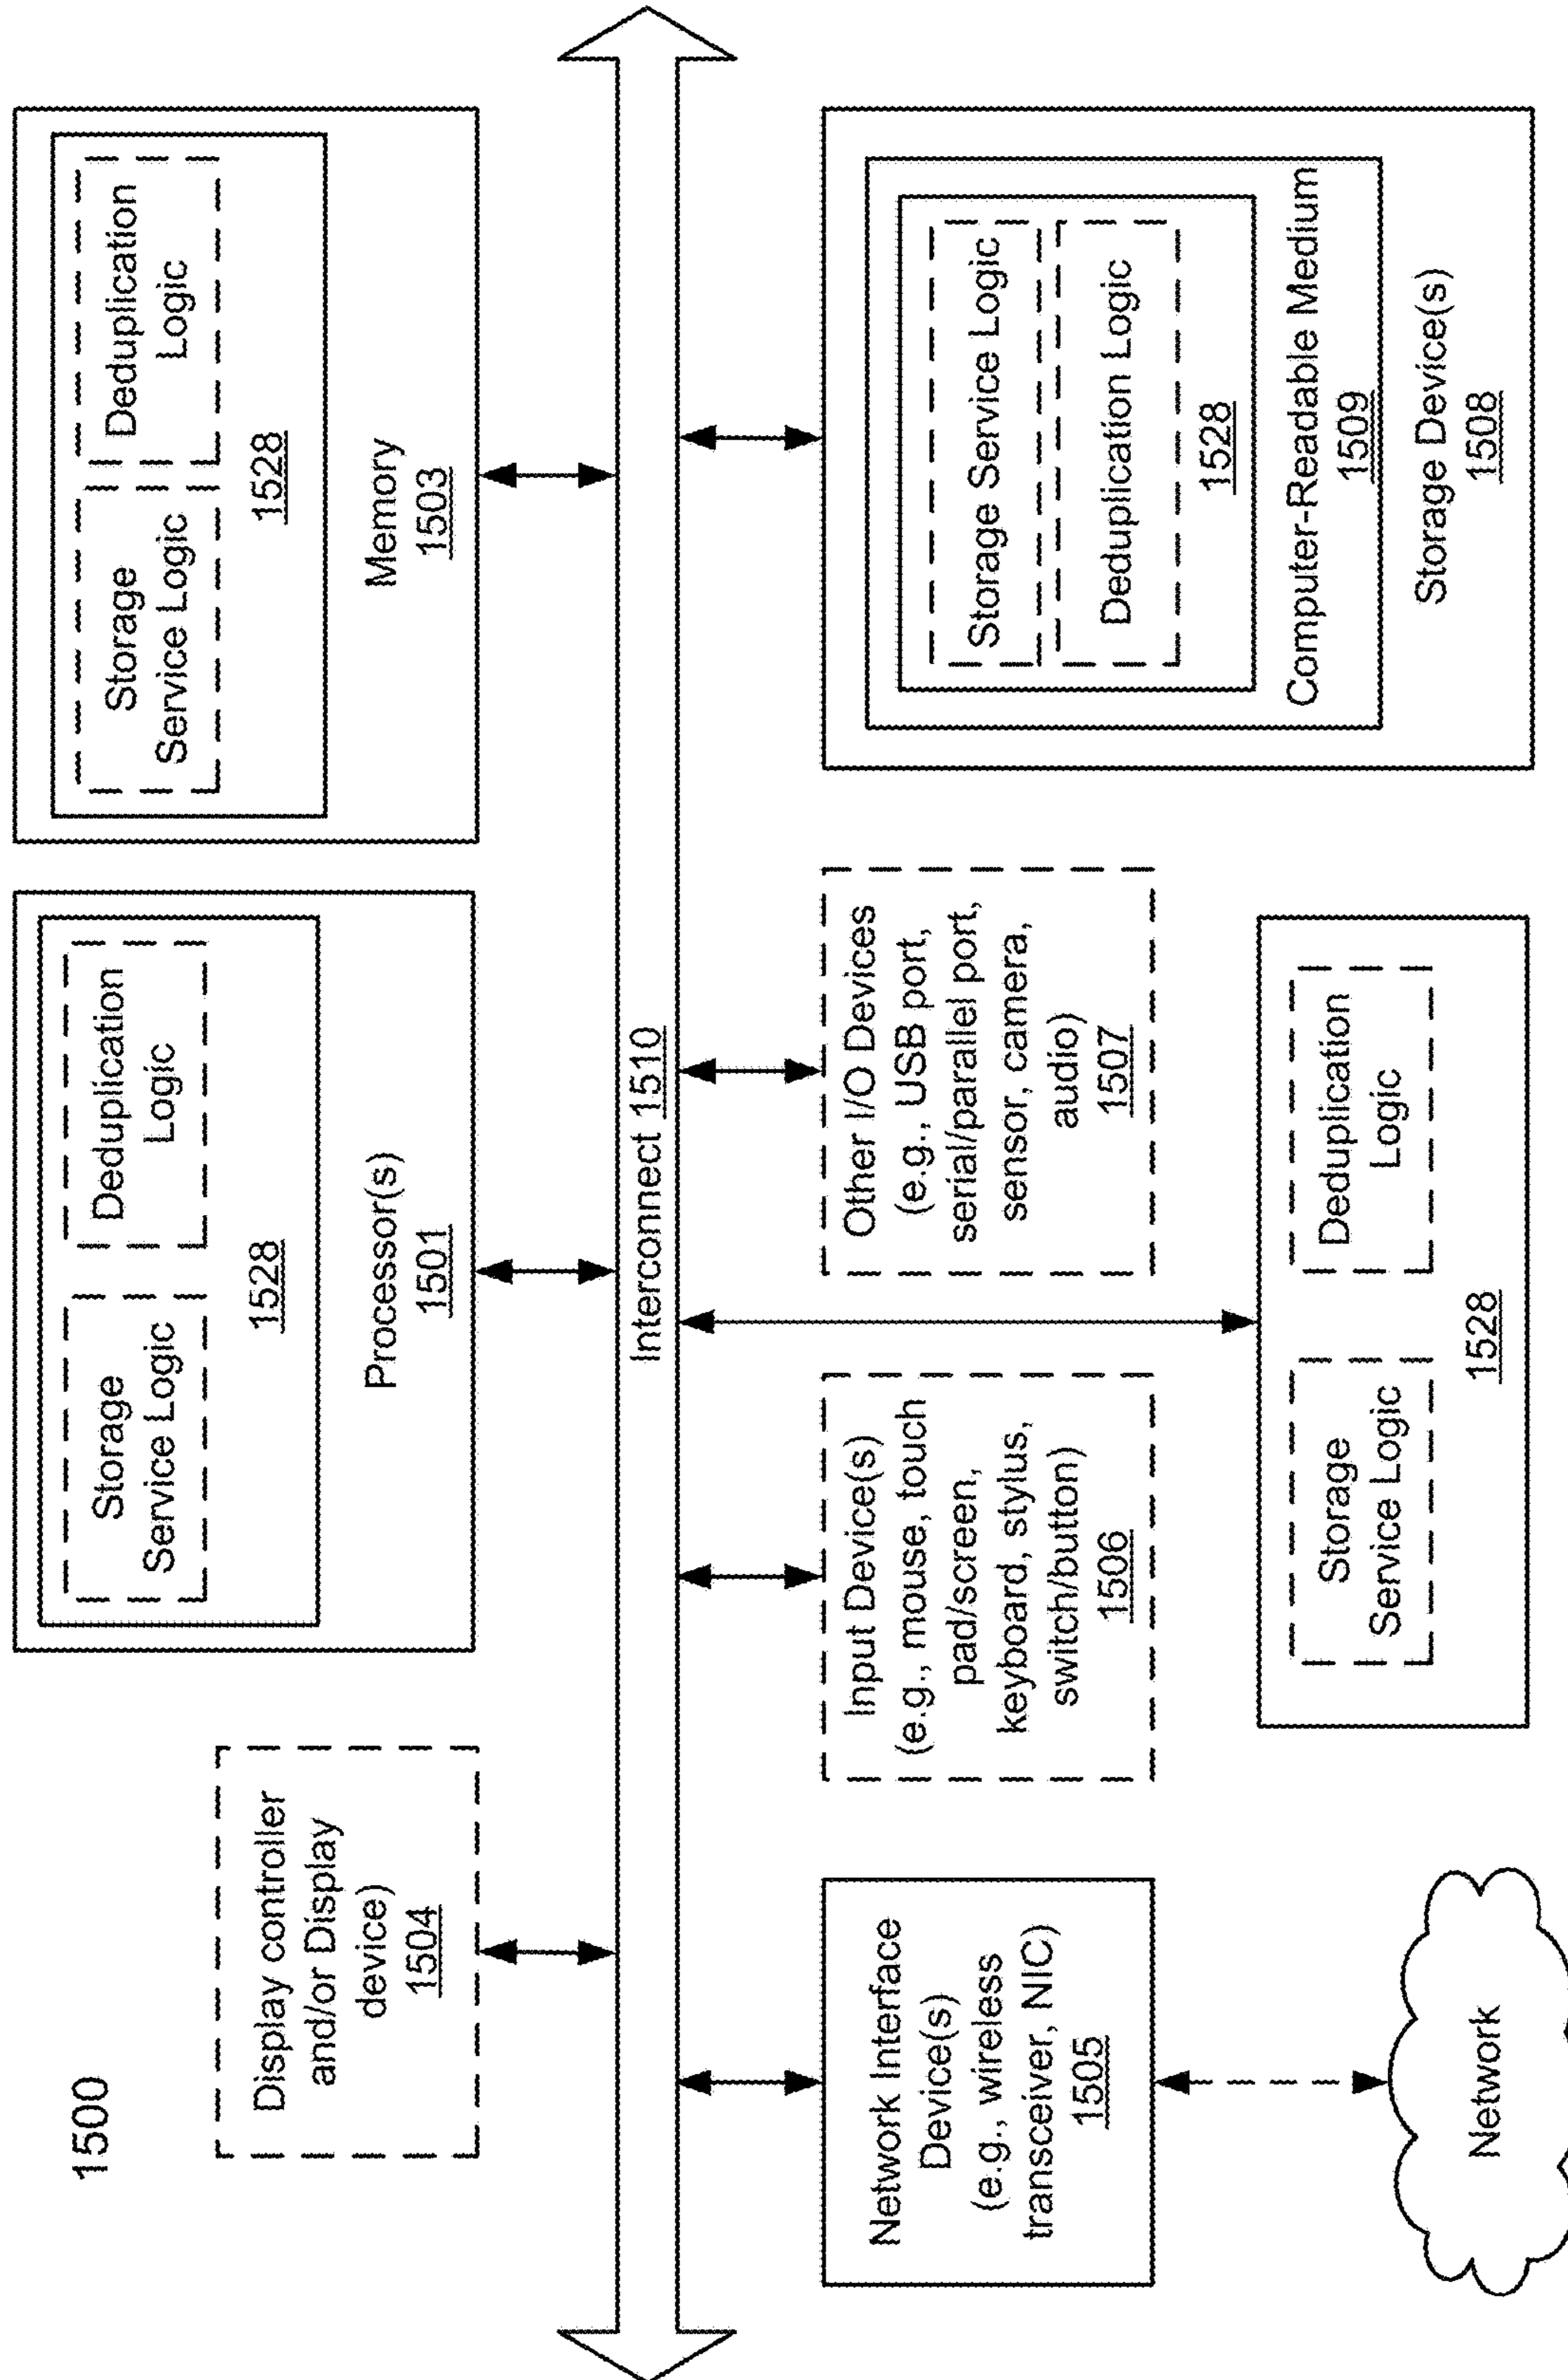 1500
Display controller
and/or Display
device)
1504
Storage
Service Logic
Deduplication
Logic
1528
Processor(s)
1501
Storage
Service Logic
Deduplication
Logic
1528
Memory
1503
Interconnect 1510
Network Interface
Device(s)
(e.g., wireless
transceiver, NIC)
1505
Network
Input Device(s)
(e.g., mouse, touch
pad/screen,
keyboard, stylus,
switch/button)
1506
Other I/O Devices
(e.g., USB port,
serial/parallel port,
sensor, camera,
audio)
1507
Storage
Service Logic
Deduplication
Logic
1528
Storage Service Logic
Deduplication Logic
1528
Computer-Readable Medium
1509
Storage Device(s)
1508